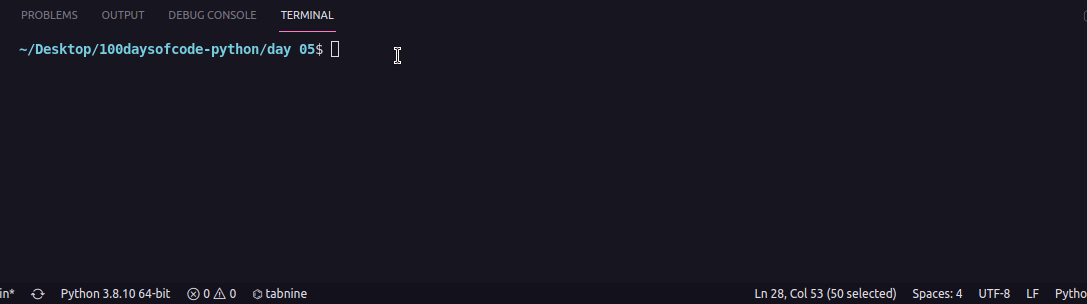 PROBLEMS OUTPUT DEBUG CONSOLE TERMINAL
~/Desktop/100daysofcode-python/day 05$
in* Python 3.8.10 64-bit 0 0 tabnine Ln 28, Col 53 (50 selected) Spaces: 4 UTF-8 LF Pytho